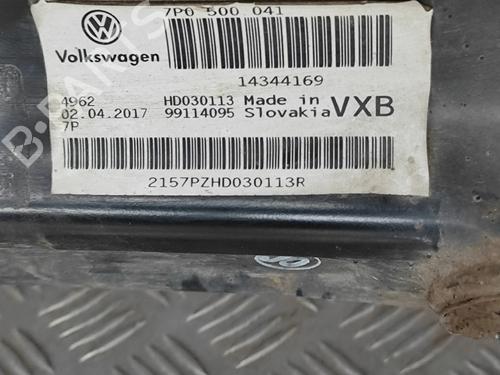 7P0 500 041
Volkswagen
14344169
4962 HD030113 Made in VXB
02.04.2017 99114095 Slovakia
7P
2157PZHD030113R
B-PARTS